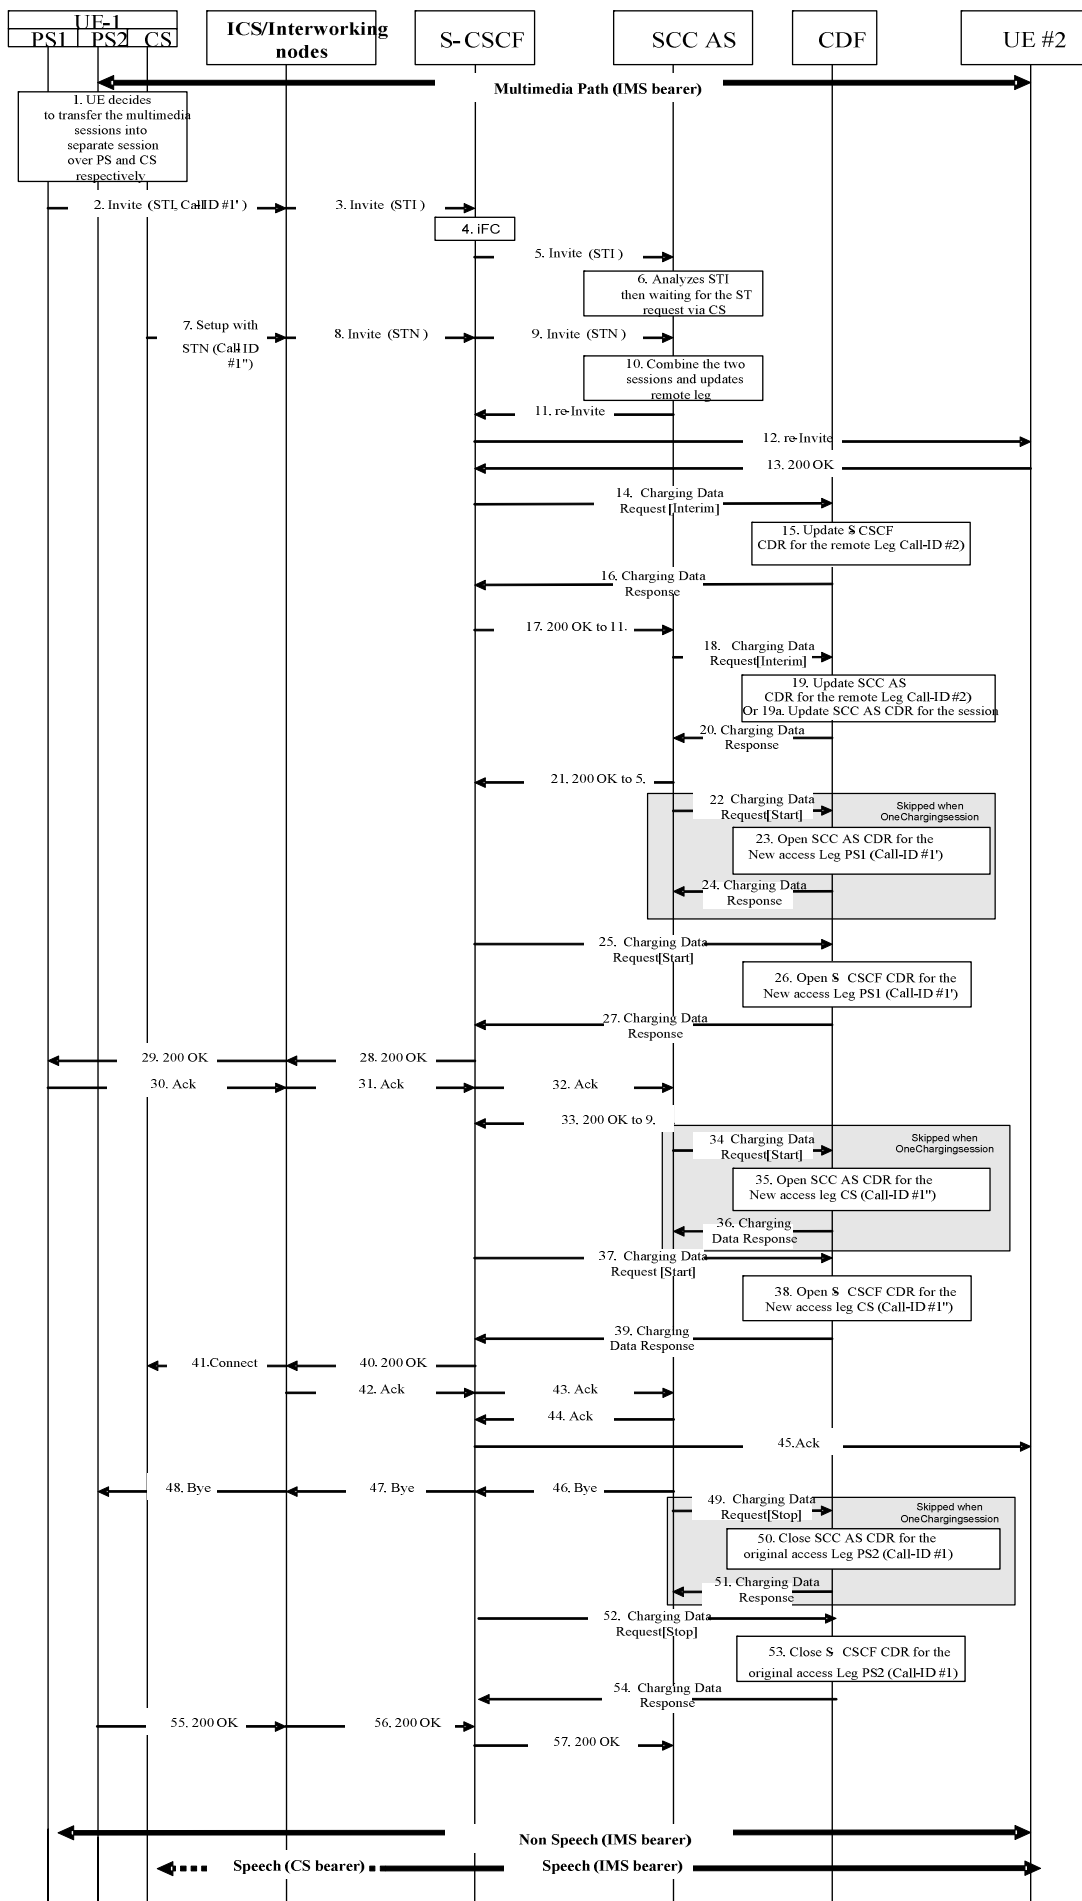 UE-1
PS1 PS2 CS
ICS/Interworking
nodes
S-CSCF
SCC AS
CDF
UE #2
Multimedia Path (IMS bearer)
1. UE decides
to transfer the multimedia
sessions into
separate session
over PS and CS
respectively
2. Invite (STI, Call-ID #1')
3. Invite (STI)
4. iFC
5. Invite (STI)
6. Analyzes STI
then waiting for the ST
request via CS
7. Setup with
STN (Call-ID
#1'')
8. Invite (STN)
9. Invite (STN)
10. Combine the two
sessions and updates
remote leg
11. re-Invite
12. re-Invite
13. 200 OK
14. Charging Data
Request[Interim]
15. Update S-CSCF
CDR for the remote Leg Call-ID #2)
16. Charging Data
Response
17. 200 OK to 11.
18. Charging Data
Request[Interim]
19. Update SCC AS
CDR for the remote Leg Call-ID #2)
Or 19a. Update SCC AS CDR for the session
20. Charging Data
Response
21. 200 OK to 5.
22 Charging Data
Request[Start]
Skipped when
OneChargingsession
23. Open SCC AS CDR for the
New access Leg PS1 (Call-ID #1')
24. Charging Data
Response
25. Charging Data
Request[Start]
26. Open S- CSCF CDR for the
New access Leg PS1 (Call-ID #1')
27. Charging Data
Response
29. 200 OK
28. 200 OK
30. Ack
31. Ack
32. Ack
33. 200 OK to 9.
34 Charging Data
Request[Start]
Skipped when
OneChargingsession
35. Open SCC AS CDR for the
New access leg CS (Call-ID #1'')
36. Charging
Data Response
37. Charging Data
Request [Start]
38. Open S- CSCF CDR for the
New access leg CS (Call-ID #1'')
39. Charging
Data Response
41.Connect
40. 200 OK
42. Ack
43. Ack
44. Ack
45.Ack
48. Bye
47. Bye
46. Bye
49. Charging Data
Request[Stop]
Skipped when
OneChargingsession
50. Close SCC AS CDR for the
original access Leg PS2 (Call-ID #1)
51. Charging Data
Response
52. Charging Data
Request[Stop]
53. Close S- CSCF CDR for the
original access Leg PS2 (Call-ID #1)
54. Charging Data
Response
55. 200 OK
56. 200 OK
57. 200 OK
Non Speech (IMS bearer)
Speech (CS bearer)
Speech (IMS bearer)